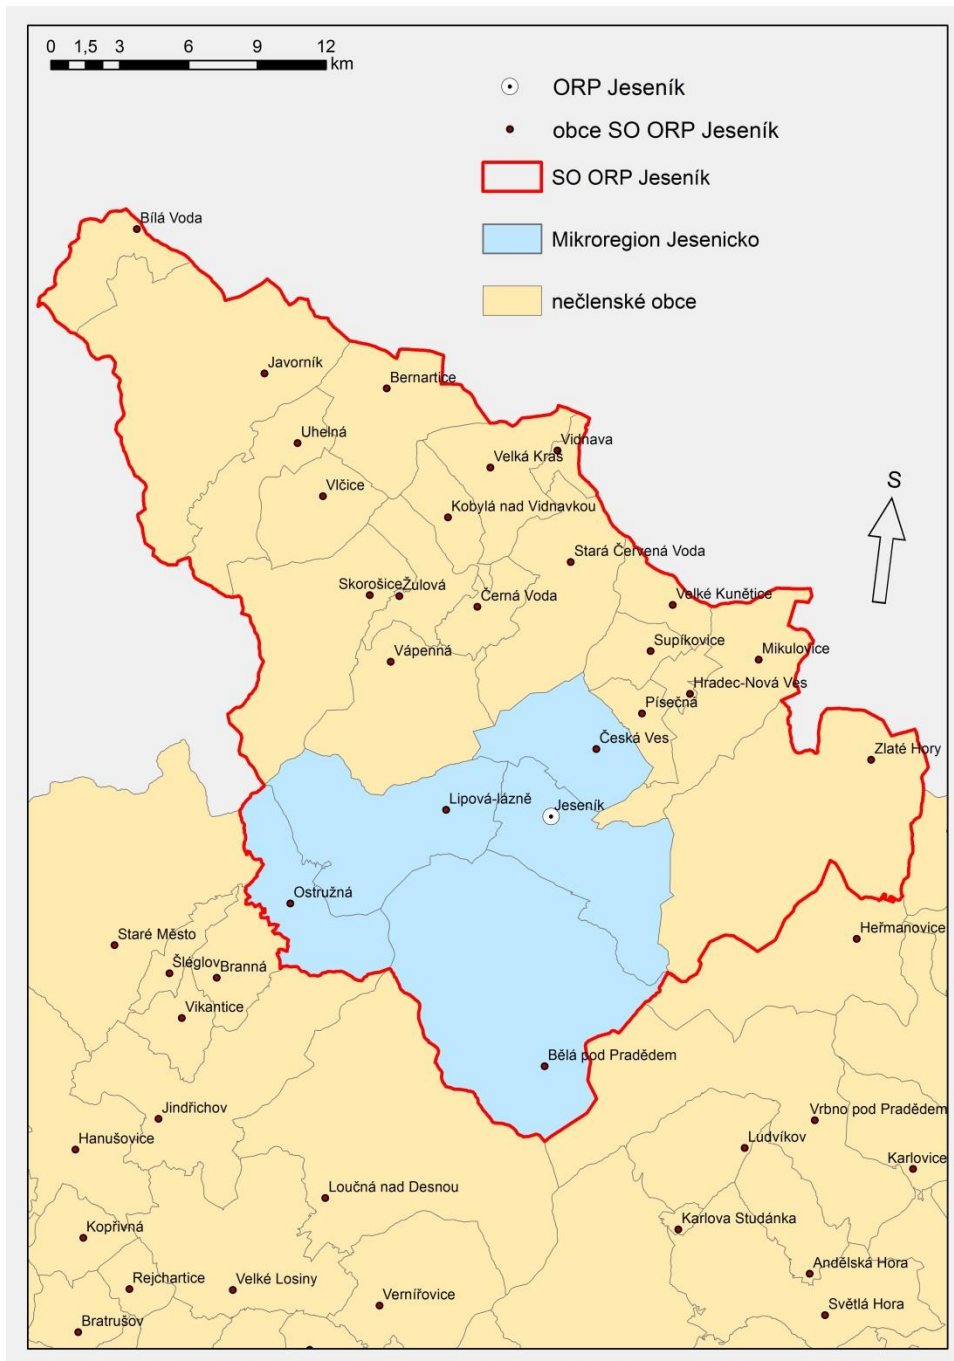 0 1,5 3 6 9 12
km
ORP Jeseník
obce SO ORP Jeseník
SO ORP Jeseník
Mikroregion Jesenicko
nečlenské obce
S
Bílá Voda
Javorník
Bernartice
Uhelná
Vidnava
Velká Kraš
Vlčice
Kobylá nad Vidnavkou
Stará Červená Voda
Skorošice
Žulová
Černá Voda
Velké Kunětice
Supíkovice
Mikulovice
Vápenná
Hradec-Nová Ves
Písečná
Česká Ves
Zlaté Hory
Lipová-lázně
Jeseník
Ostružná
Staré Město
Heřmanovice
Šléglov
Branná
Vikantice
Bělá pod Pradědem
Jindřichov
Vrbno pod Pradědem
Hanušovice
Ludvíkov
Karlovice
Loučná nad Desnou
Kopřivná
Karlova Studánka
Andělská Hora
Rejchartice
Velké Losiny
Vernířovice
Světlá Hora
Bratrušov